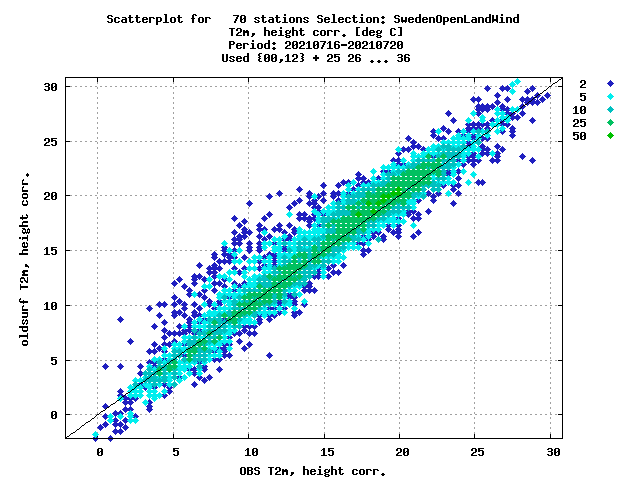 Scatterplot for   70 stations Selection: SwedenOpenLandWind
T2m, height corr. [deg C]
Period: 20210716-20210720
Used {00,12} + 25 26 ... 36
2
5
10
25
50
oldsurf T2m, height corr.
30
25
20
15
10
5
0
0 5 10 15 20 25 30
OBS T2m, height corr.